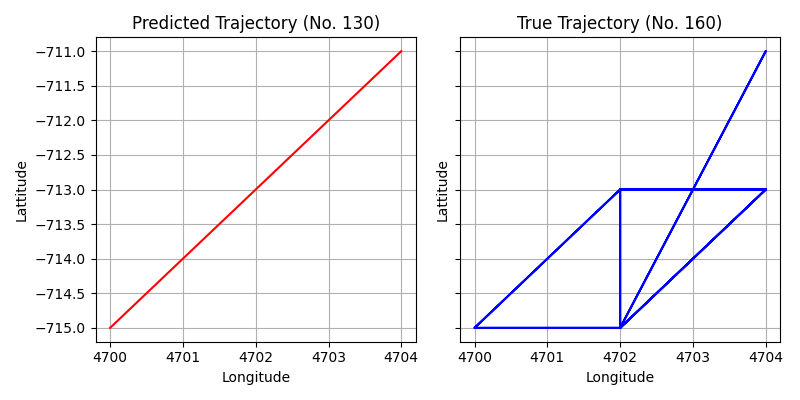 Predicted Trajectory (No. 130)
True Trajectory (No. 160)
−711.0
−711.5
−712.0
−712.5
−713.0
−713.5
−714.0
−714.5
−715.0
Lattitude
Lattitude
4700 4701 4702 4703 4704
4700 4701 4702 4703 4704
Longitude
Longitude